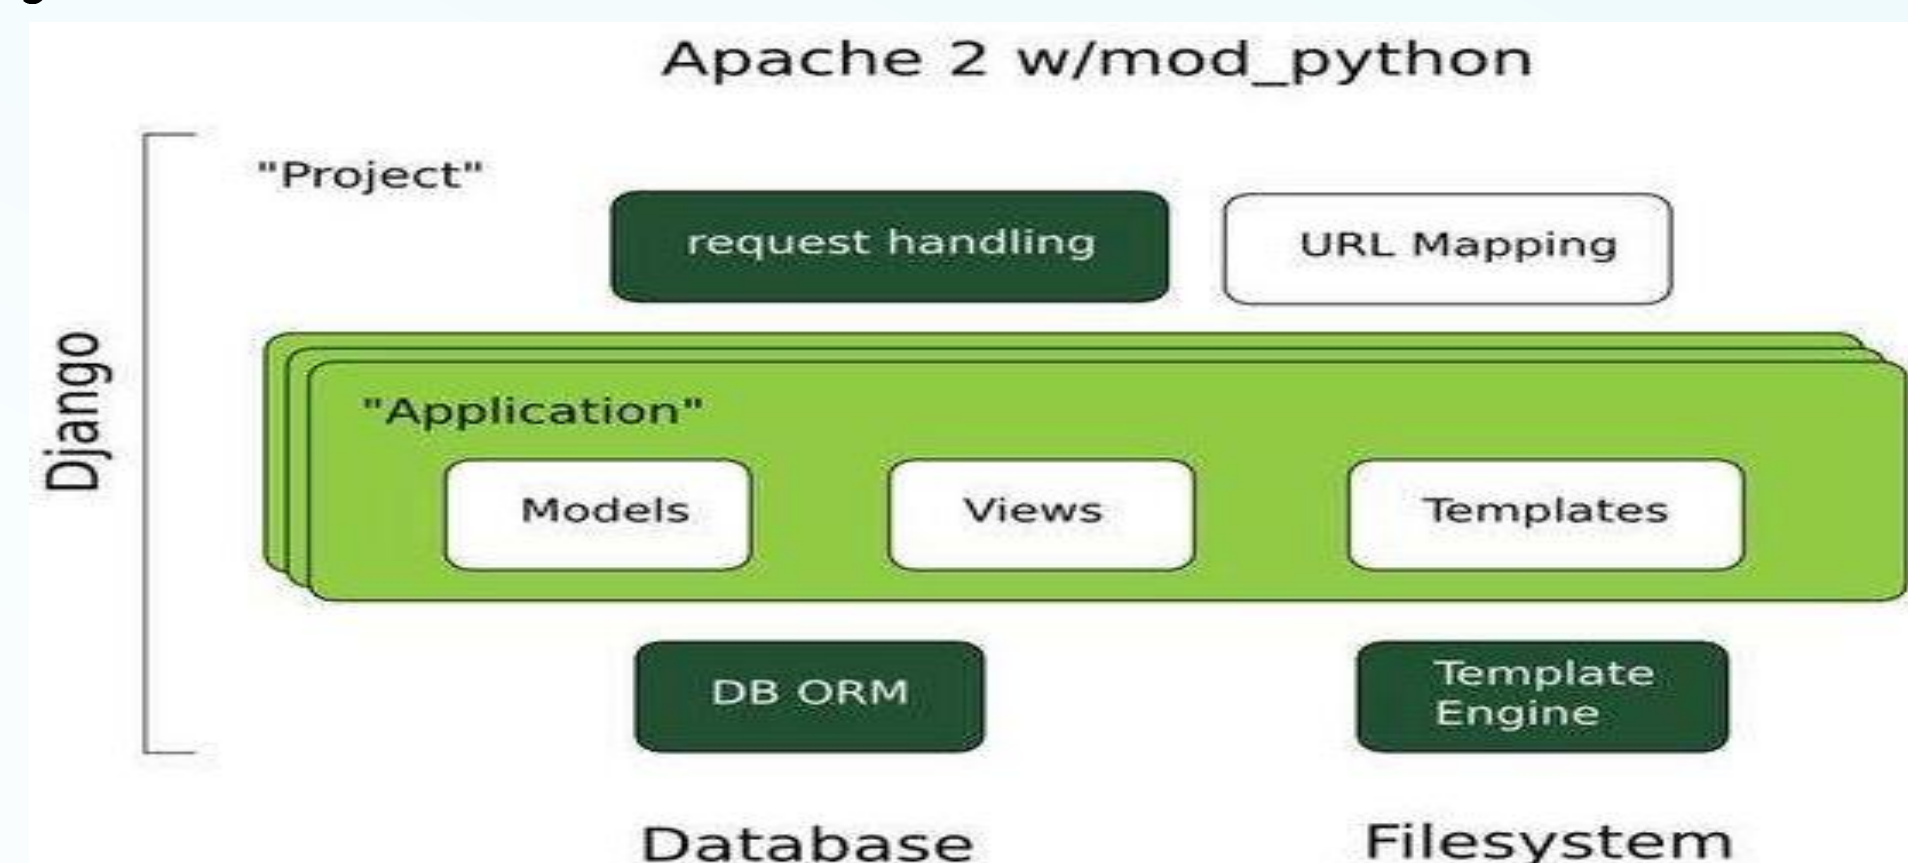 Apache 2 w/mod_python
"Project"
request handling
URL Mapping
Django
"Application"
Models
Views
Templates
DB ORM
Template
Engine
Database
Filesystem